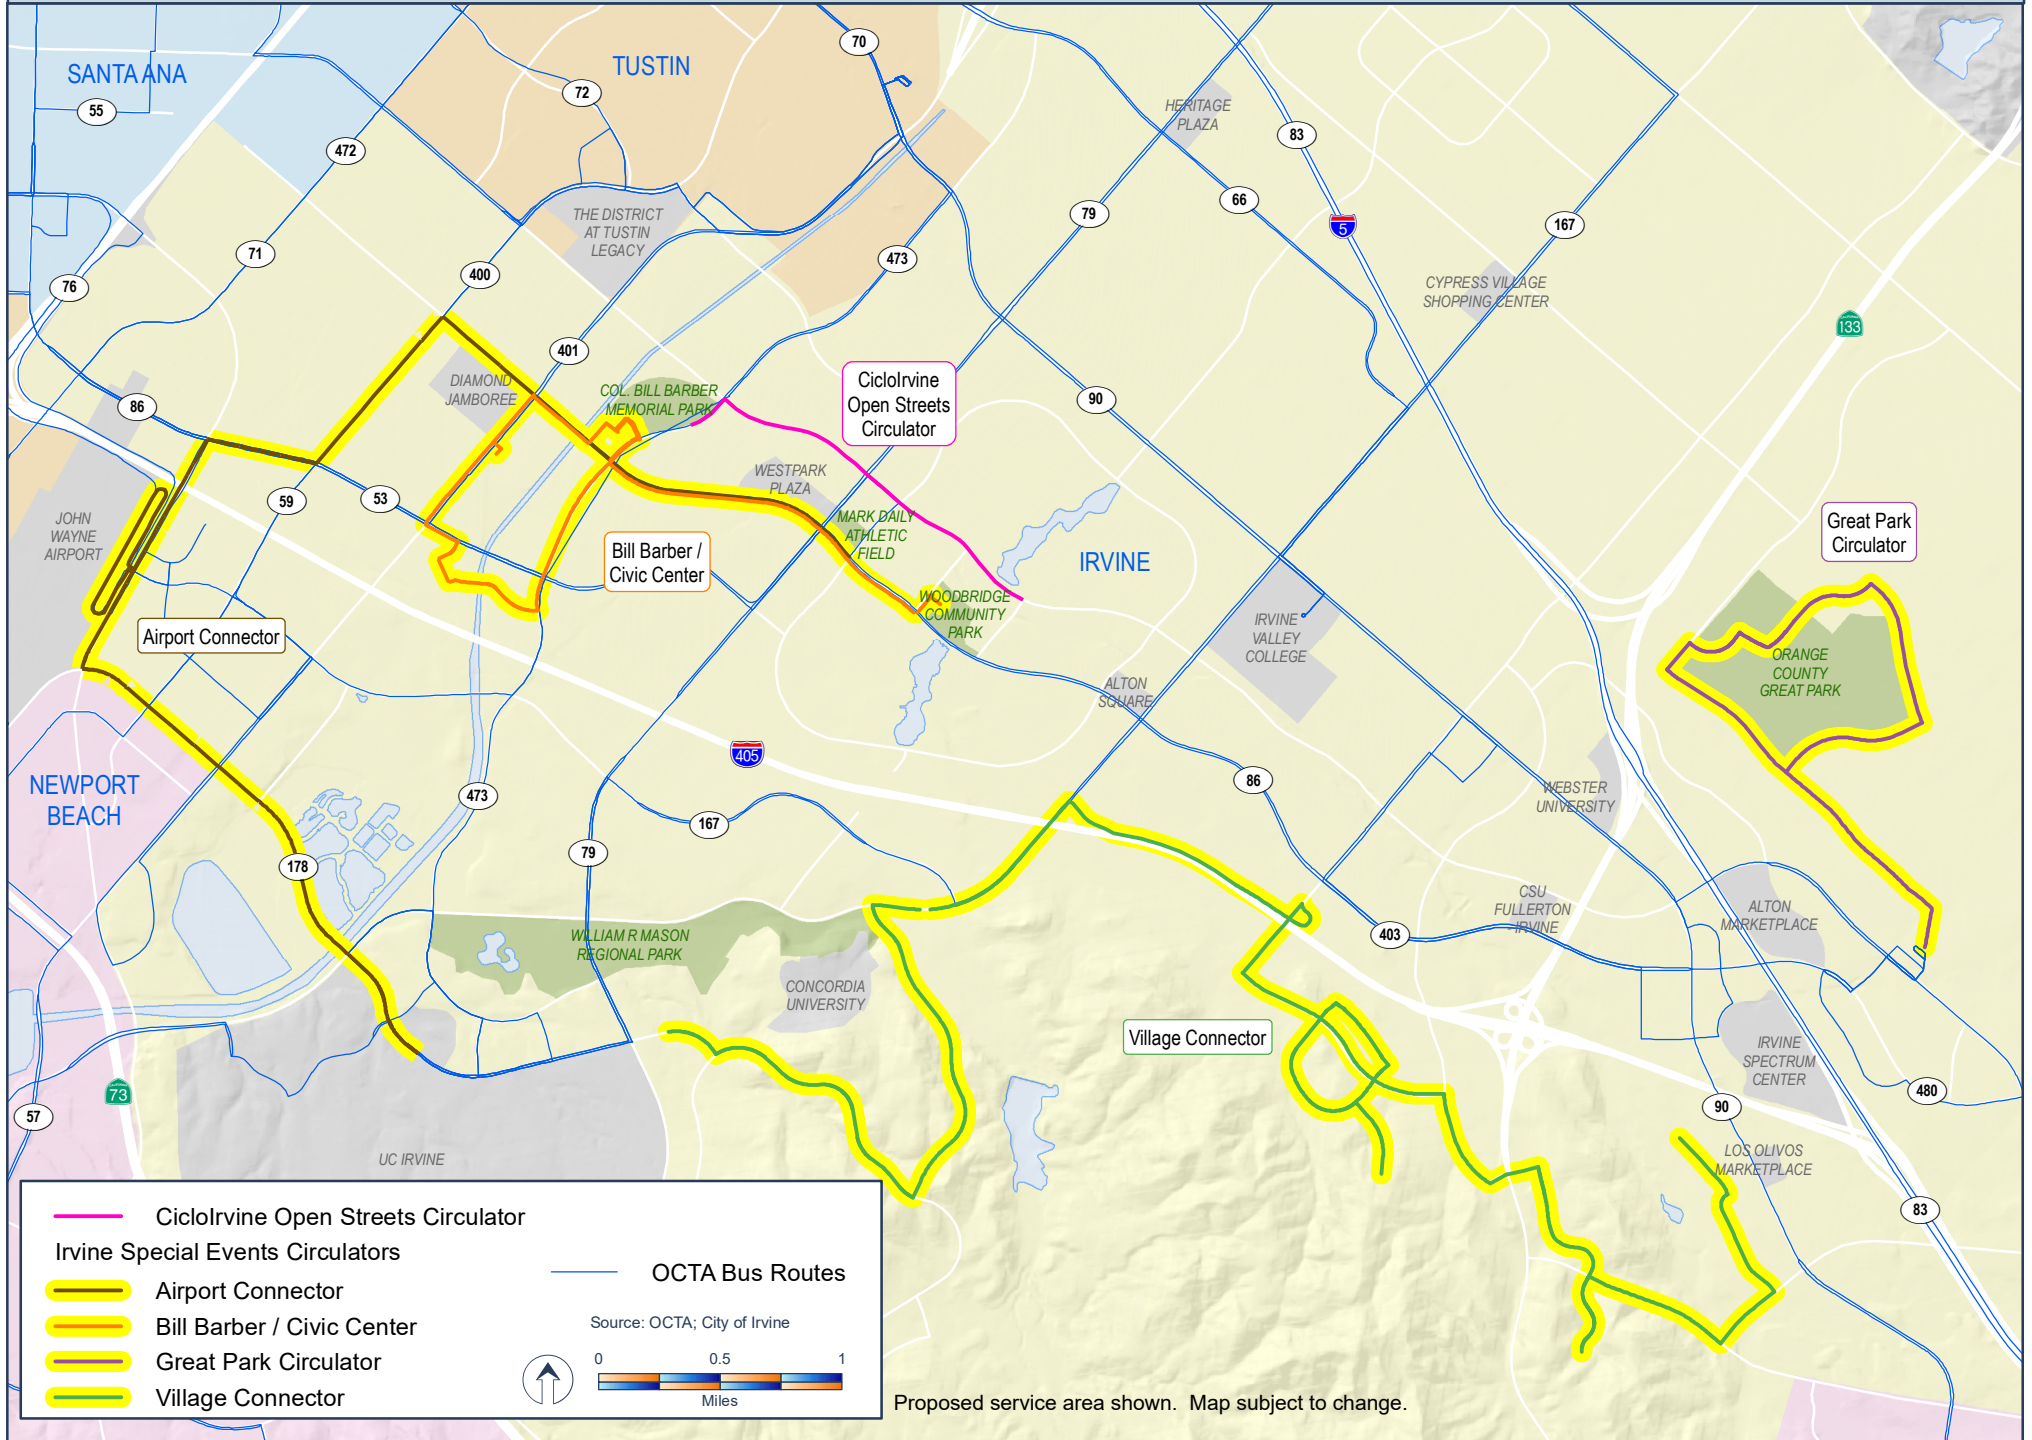 SANTA ANA
TUSTIN
70
72
55
472
HERITAGE
PLAZA
83
66
79
5
167
THE DISTRICT
AT TUSTIN
LEGACY
71
400
473
76
CYPRESS VILLAGE
SHOPPING CENTER
CALIFORNIA
133
401
DIAMOND
JAMBOREE
COL. BILL BARBER
MEMORIAL PARK
CicloIrvine
Open Streets
Circulator
90
86
WESTPARK
PLAZA
59
53
JOHN
WAYNE
AIRPORT
MARK DAILY
ATHLETIC
FIELD
Great Park
Circulator
Bill Barber /
Civic Center
IRVINE
WOODBRIDGE
COMMUNITY
PARK
IRVINE
VALLEY
COLLEGE
Airport Connector
ORANGE
COUNTY
GREAT PARK
ALTON
SQUARE
405
NEWPORT
BEACH
473
86
WEBSTER
UNIVERSITY
167
79
178
CSU
FULLERTON
-IRVINE
ALTON
MARKETPLACE
403
WILLIAM R MASON
REGIONAL PARK
CONCORDIA
UNIVERSITY
Village Connector
IRVINE
SPECTRUM
CENTER
CALIFORNIA
73
480
57
90
UC IRVINE
LOS OLIVOS
MARKETPLACE
83
CicloIrvine Open Streets Circulator
Irvine Special Events Circulators
Airport Connector
Bill Barber / Civic Center
Great Park Circulator
Village Connector
OCTA Bus Routes
Source: OCTA; City of Irvine
0 0.5 1
Miles
Proposed service area shown.  Map subject to change.